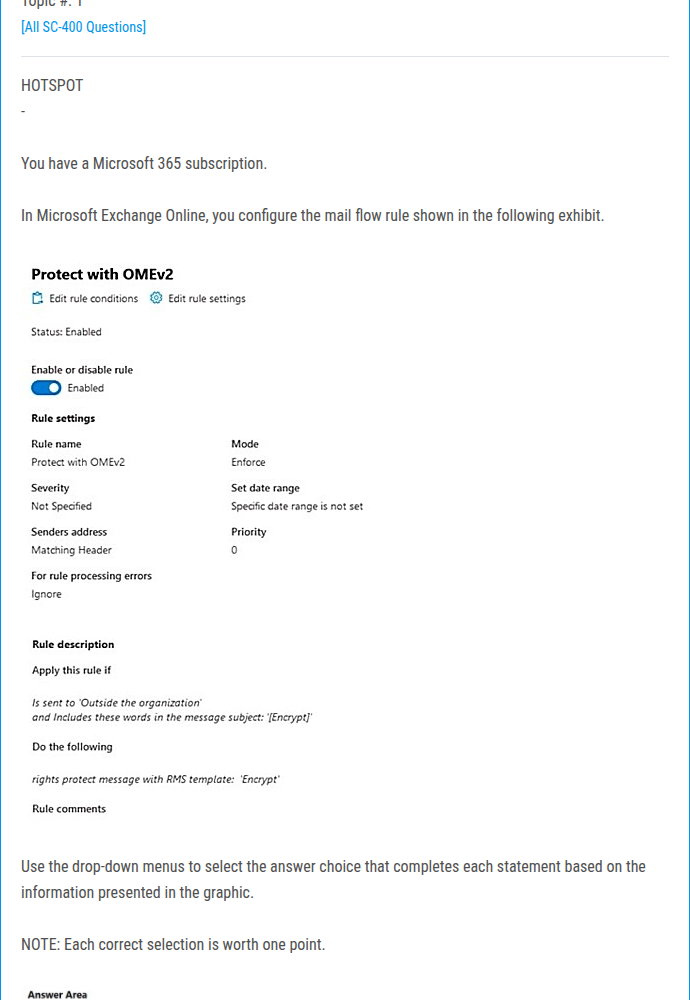 Topic #: 1
[All SC-400 Questions]
HOTSPOT
-
You have a Microsoft 365 subscription.
In Microsoft Exchange Online, you configure the mail flow rule shown in the following exhibit.
Protect with OMEv2
Edit rule conditions Edit rule settings
Status: Enabled
Enable or disable rule
Enabled
Rule settings
Rule name Mode
Protect with OMEv2 Enforce
Severity Set date range
Not Specified Specific date range is not set
Senders address Priority
Matching Header 0
For rule processing errors
Ignore
Rule description
Apply this rule if
Is sent to 'Outside the organization'
and Includes these words in the message subject: '[Encrypt]'
Do the following
rights protect message with RMS template: 'Encrypt'
Rule comments
Use the drop-down menus to select the answer choice that completes each statement based on the
information presented in the graphic.
NOTE: Each correct selection is worth one point.
Answer Area